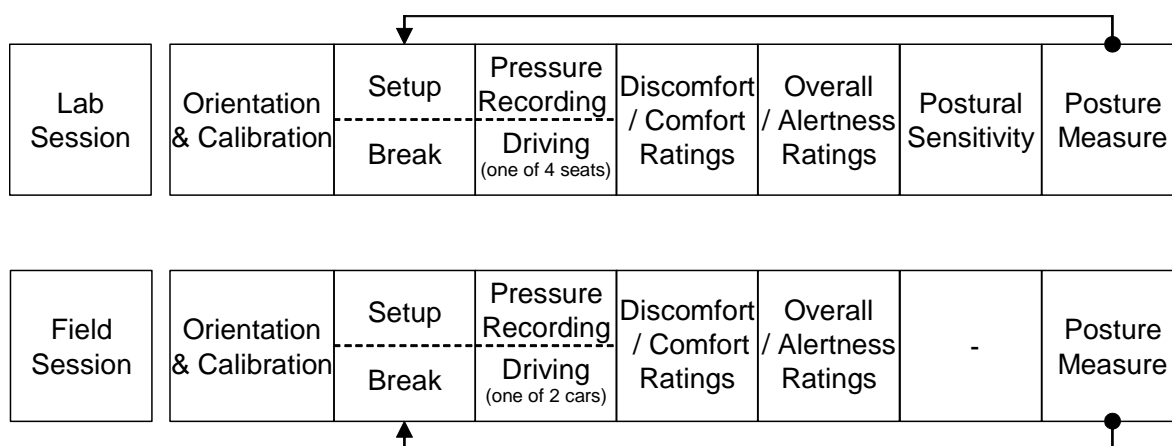 Lab
Session
Orientation
& Calibration
Setup
Break
Pressure
Recording
Driving
(one of 4 seats)
Discomfort
/ Comfort
Ratings
Overall
/ Alertness
Ratings
Postural
Sensitivity
Posture
Measure
Field
Session
Orientation
& Calibration
Setup
Break
Pressure
Recording
Driving
(one of 2 cars)
Discomfort
/ Comfort
Ratings
Overall
/ Alertness
Ratings
-
Posture
Measure